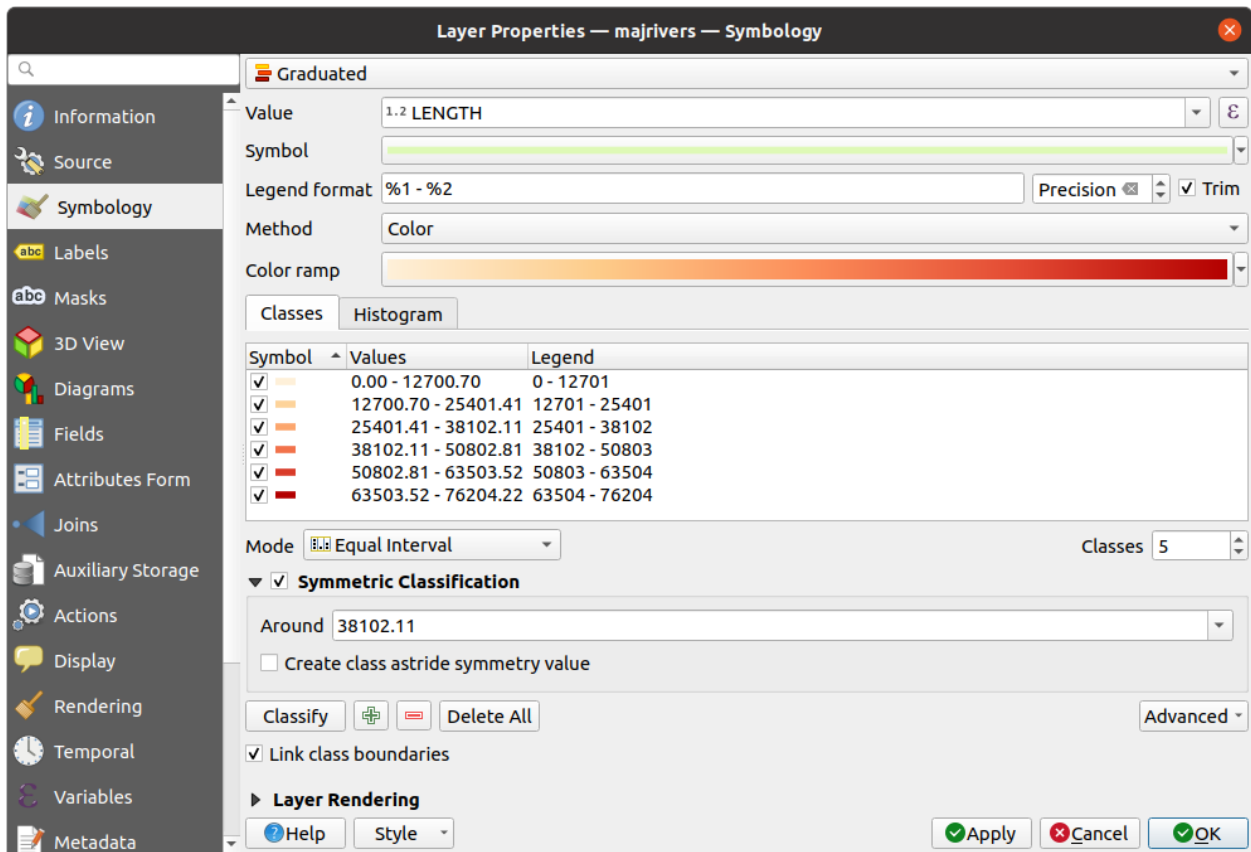 Layer Properties — majrivers — Symbology
Information
Source
Symbology
Labels
Masks
3D View
Diagrams
Fields
Attributes Form
Joins
Auxiliary Storage
Actions
Display
Rendering
Temporal
Variables
Metadata
Graduated
Value 1.2 LENGTH ε
Symbol
Legend format %1 - %2 Precision Trim
Method Color
Color ramp
Classes Histogram
Symbol Values Legend
0.00 - 12700.70 0 - 12701
12700.70 - 25401.41 12701 - 25401
25401.41 - 38102.11 25401 - 38102
38102.11 - 50802.81 38102 - 50803
50802.81 - 63503.52 50803 - 63504
63503.52 - 76204.22 63504 - 76204
Mode Equal Interval Classes 5
Symmetric Classification
Around 38102.11
Create class astride symmetry value
Classify Delete All Advanced
Link class boundaries
Layer Rendering
Help Style Apply Cancel OK